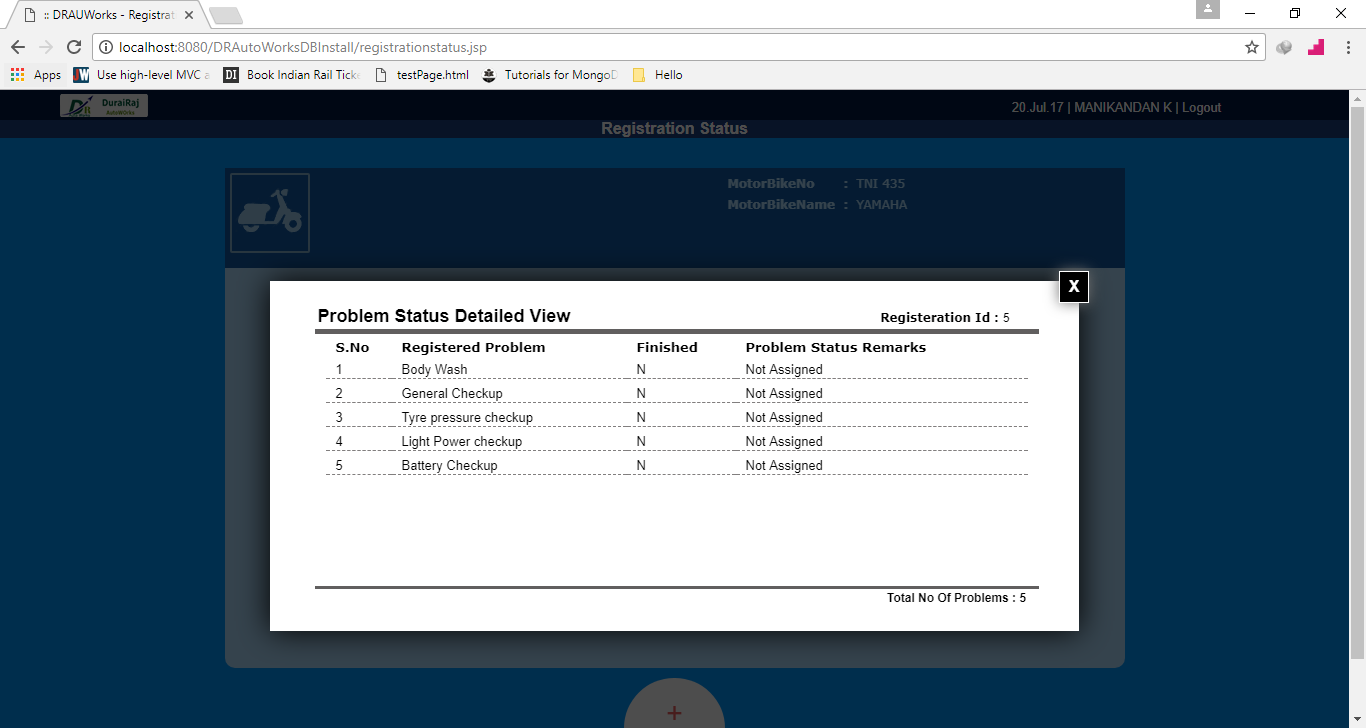 :: DRAUWorks - Registrat
localhost:8080/DRAutoWorksDBInstall/registrationstatus.jsp
Apps JW Use high-level MVC a DI Book Indian Rail Ticke testPage.html Tutorials for MongoD Hello
DuraiRaj
AutoWorks
20.Jul.17 | MANIKANDAN K | Logout
Registration Status
MotorBikeNo : TNI 435
MotorBikeName : YAMAHA
X
Problem Status Detailed View Registeration Id : 5
S.No Registered Problem Finished Problem Status Remarks
1 Body Wash N Not Assigned
2 General Checkup N Not Assigned
3 Tyre pressure checkup N Not Assigned
4 Light Power checkup N Not Assigned
5 Battery Checkup N Not Assigned
Total No Of Problems : 5
+